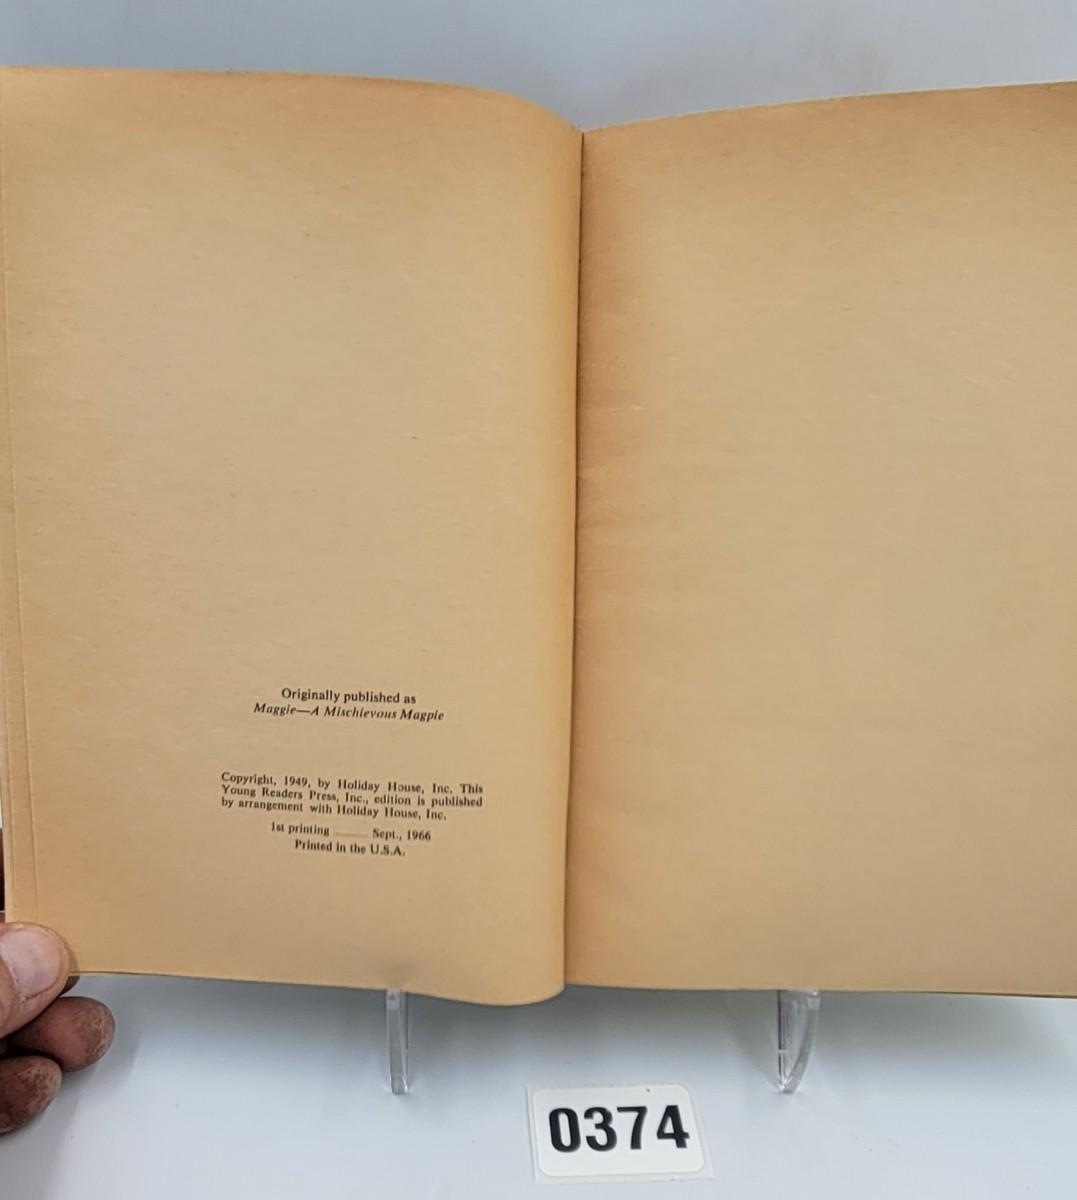 Originally published as
Maggie—A Mischievous Magpie
Copyright, 1949, by Holiday House, Inc. This
Young Readers Press, Inc., edition is published
by arrangement with Holiday House, Inc.
1st printing ____ Sept., 1966
Printed in the U.S.A.
0374